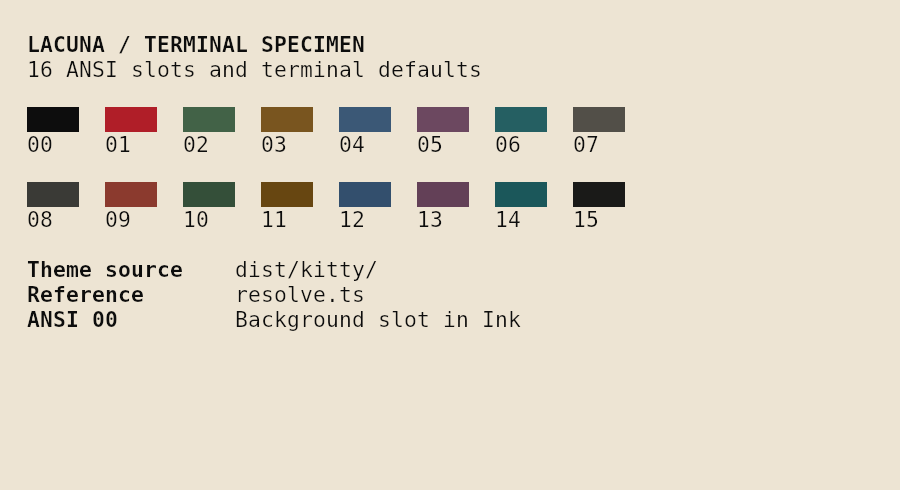 LACUNA / TERMINAL SPECIMEN
16 ANSI slots and terminal defaults
00 01 02 03 04 05 06 07
08 09 10 11 12 13 14 15
Theme source dist/kitty/
Reference resolve.ts
ANSI 00 Background slot in Ink